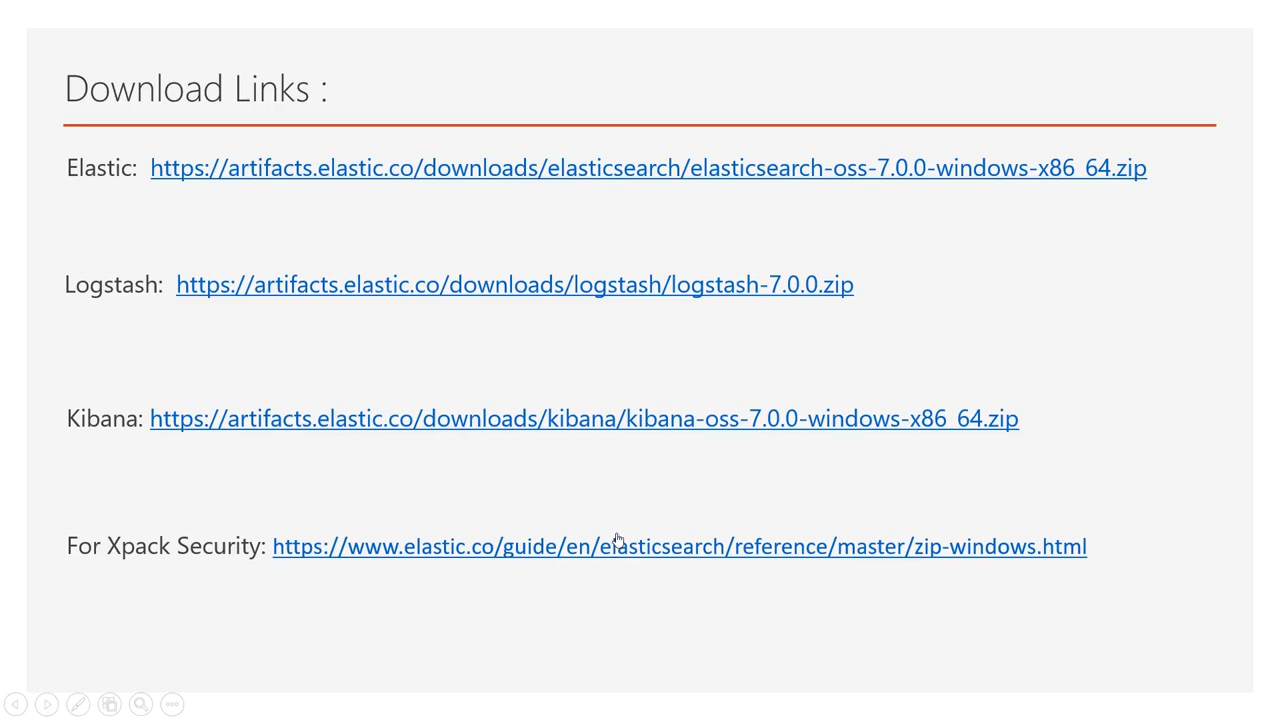 Download Links :
Elastic: https://artifacts.elastic.co/downloads/elasticsearch/elasticsearch-oss-7.0.0-windows-x86_64.zip
Logstash: https://artifacts.elastic.co/downloads/logstash/logstash-7.0.0.zip
Kibana: https://artifacts.elastic.co/downloads/kibana/kibana-oss-7.0.0-windows-x86_64.zip
For Xpack Security: https://www.elastic.co/guide/en/elasticsearch/reference/master/zip-windows.html